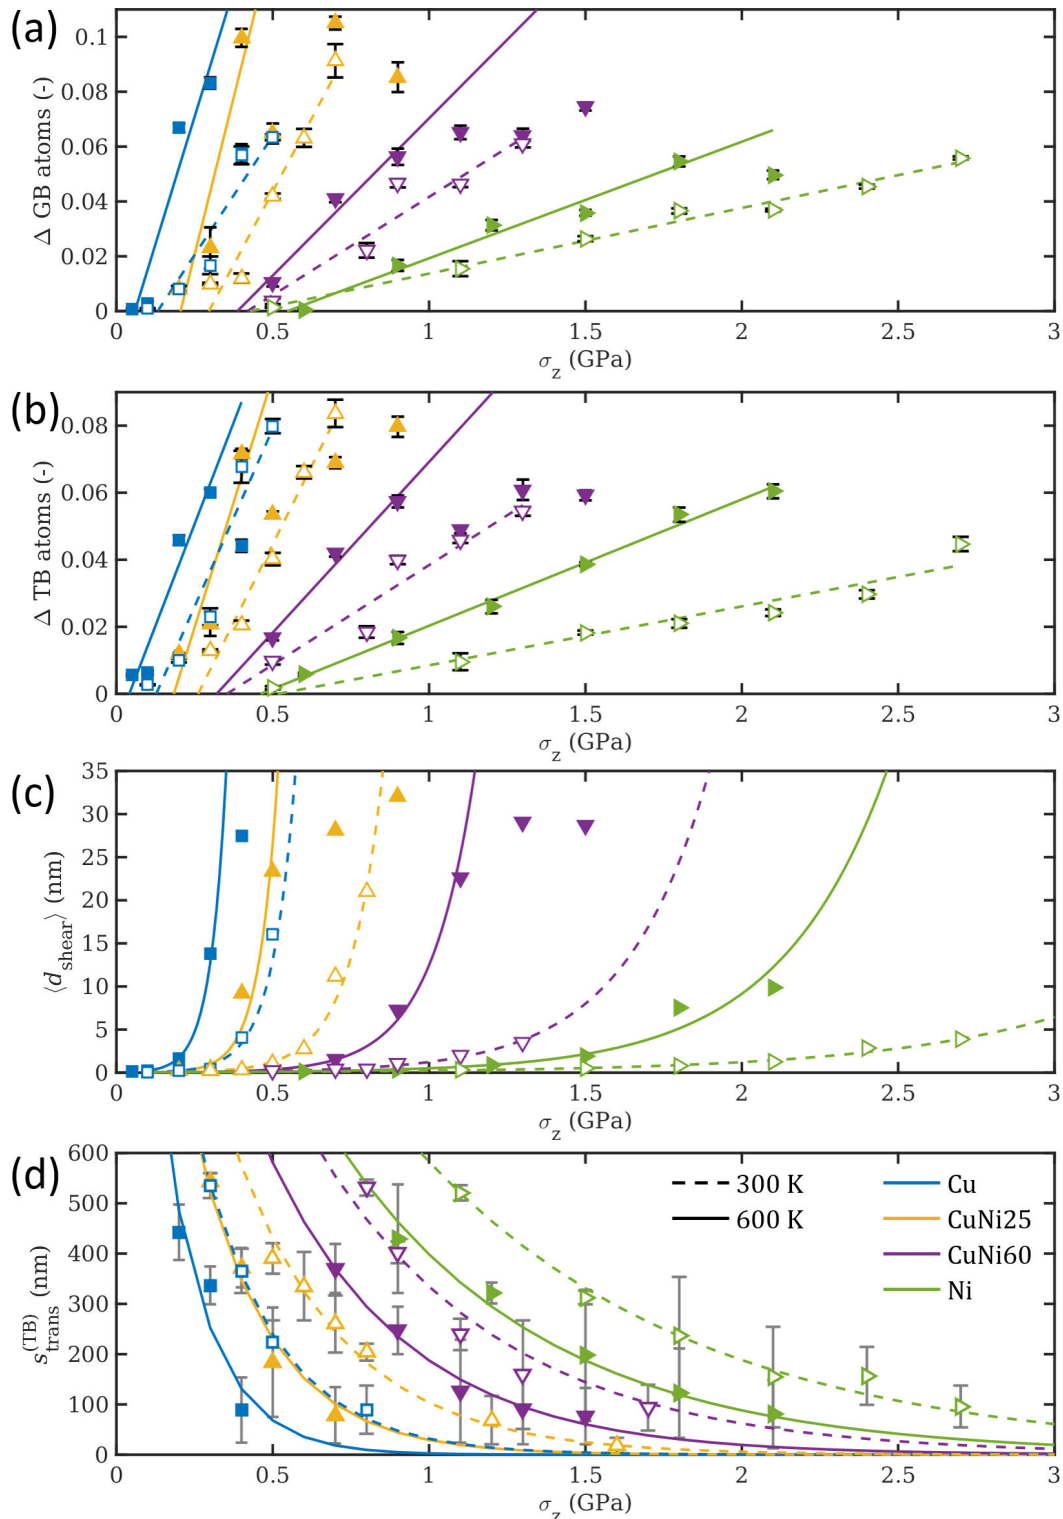 (a)
0.1
0.08
0.06
0.04
0.02
0
Δ GB atoms (-)
0 0.5 1 1.5 2 2.5 3
σz (GPa)
(b)
0.08
0.06
0.04
0.02
0
Δ TB atoms (-)
0 0.5 1 1.5 2 2.5 3
σz (GPa)
(c)
35
30
25
20
15
10
5
0
⟨dshear⟩ (nm)
0 0.5 1 1.5 2 2.5 3
σz (GPa)
(d)
600
500
400
300
200
100
0
s(TB)trans (nm)
300 K
600 K
Cu
CuNi25
CuNi60
Ni
0 0.5 1 1.5 2 2.5 3
σz (GPa)